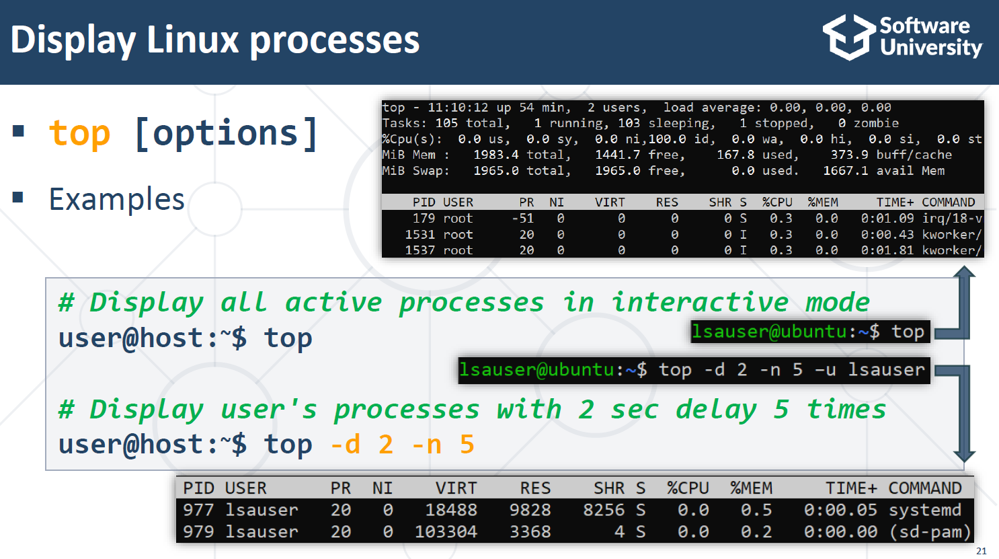 Display Linux processes
Software
University
▪ top [options]
▪ Examples
top - 11:10:12 up 54 min,  2 users,  load average: 0.00, 0.00, 0.00
Tasks: 105 total,   1 running, 103 sleeping,   1 stopped,   0 zombie
%Cpu(s):  0.0 us,  0.0 sy,  0.0 ni,100.0 id,  0.0 wa,  0.0 hi,  0.0 si,  0.0 st
MiB Mem :   1983.4 total,   1441.7 free,    167.8 used,    373.9 buff/cache
MiB Swap:   1965.0 total,   1965.0 free,      0.0 used.   1667.1 avail Mem
PID USER PR NI VIRT RES SHR S %CPU %MEM TIME+ COMMAND
179 root -51 0 0 0 0 S 0.3 0.0 0:01.09 irq/18-v
1531 root 20 0 0 0 0 I 0.3 0.0 0:00.43 kworker/
1537 root 20 0 0 0 0 I 0.3 0.0 0:01.81 kworker/
# Display all active processes in interactive mode
user@host:~$ top
lsauser@ubuntu:~$ top
lsauser@ubuntu:~$ top -d 2 -n 5 –u lsauser
# Display user's processes with 2 sec delay 5 times
user@host:~$ top -d 2 -n 5
PID USER PR NI VIRT RES SHR S %CPU %MEM TIME+ COMMAND
977 lsauser 20 0 18488 9828 8256 S 0.0 0.5 0:00.05 systemd
979 lsauser 20 0 103304 3368 4 S 0.0 0.2 0:00.00 (sd-pam)
21